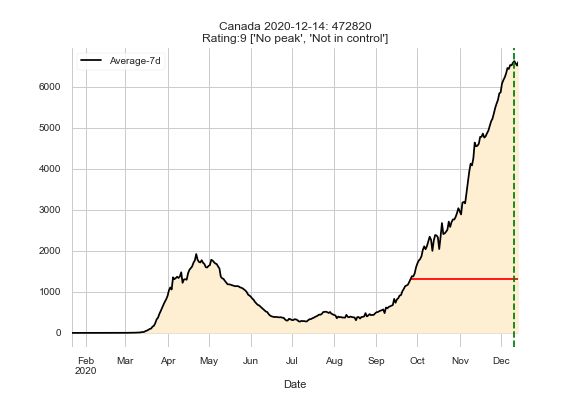 Canada 2020-12-14: 472820
Rating:9 ['No peak', 'Not in control']
Average-7d
6000
5000
4000
3000
2000
1000
0
Feb Mar Apr May Jun Jul Aug Sep Oct Nov Dec
2020
Date